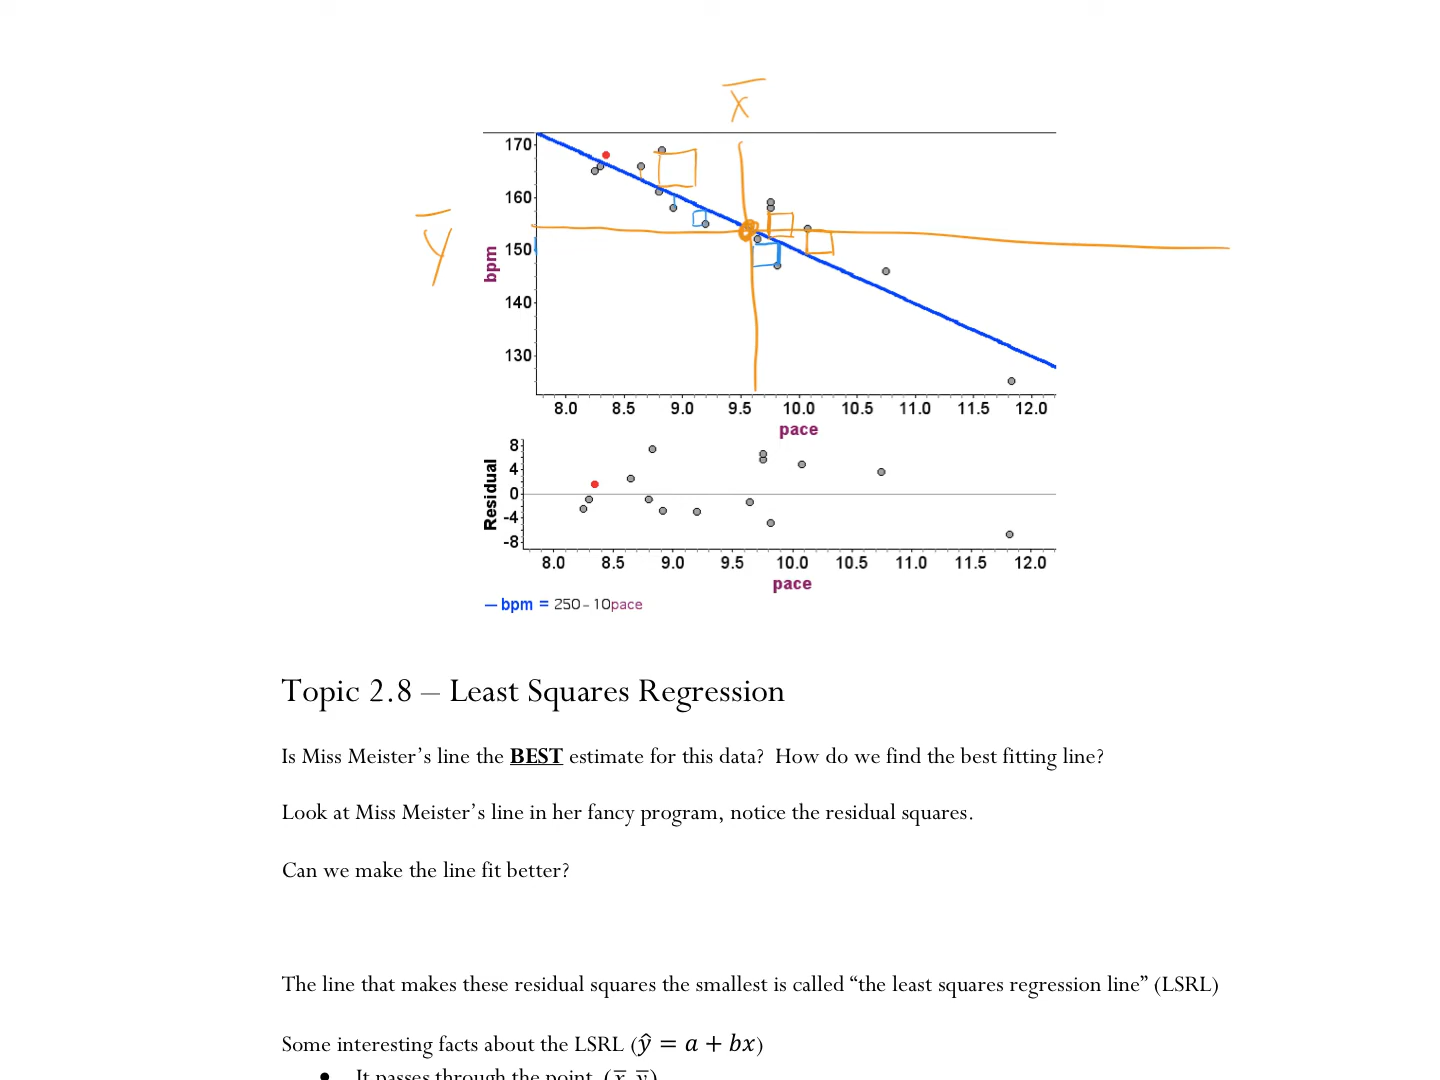 x̅
170
160
y̅
150
bpm
140
130
8.0 8.5 9.0 9.5 10.0 10.5 11.0 11.5 12.0
pace
8
4
0
-4
-8
Residual
8.0 8.5 9.0 9.5 10.0 10.5 11.0 11.5 12.0
pace
— bpm = 250 - 10pace
Topic 2.8 – Least Squares Regression
Is Miss Meister’s line the BEST estimate for this data? How do we find the best fitting line?
Look at Miss Meister’s line in her fancy program, notice the residual squares.
Can we make the line fit better?
The line that makes these residual squares the smallest is called “the least squares regression line” (LSRL)
Some interesting facts about the LSRL (ŷ = a + bx)
• It passes through the point (x̅, y̅)